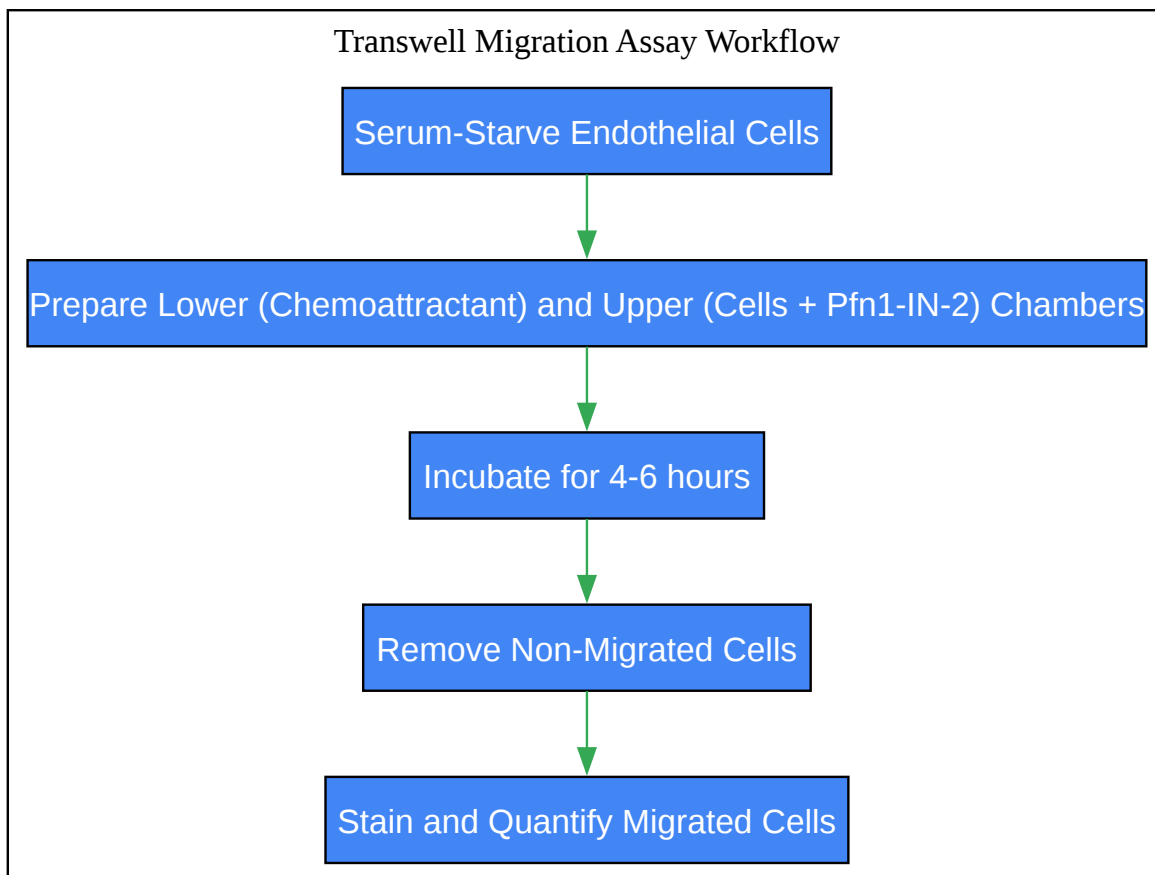 Transwell Migration Assay Workflow
Serum-Starve Endothelial Cells
Prepare Lower (Chemoattractant) and Upper (Cells + Pfn1-IN-2) Chambers
Incubate for 4-6 hours
Remove Non-Migrated Cells
Stain and Quantify Migrated Cells